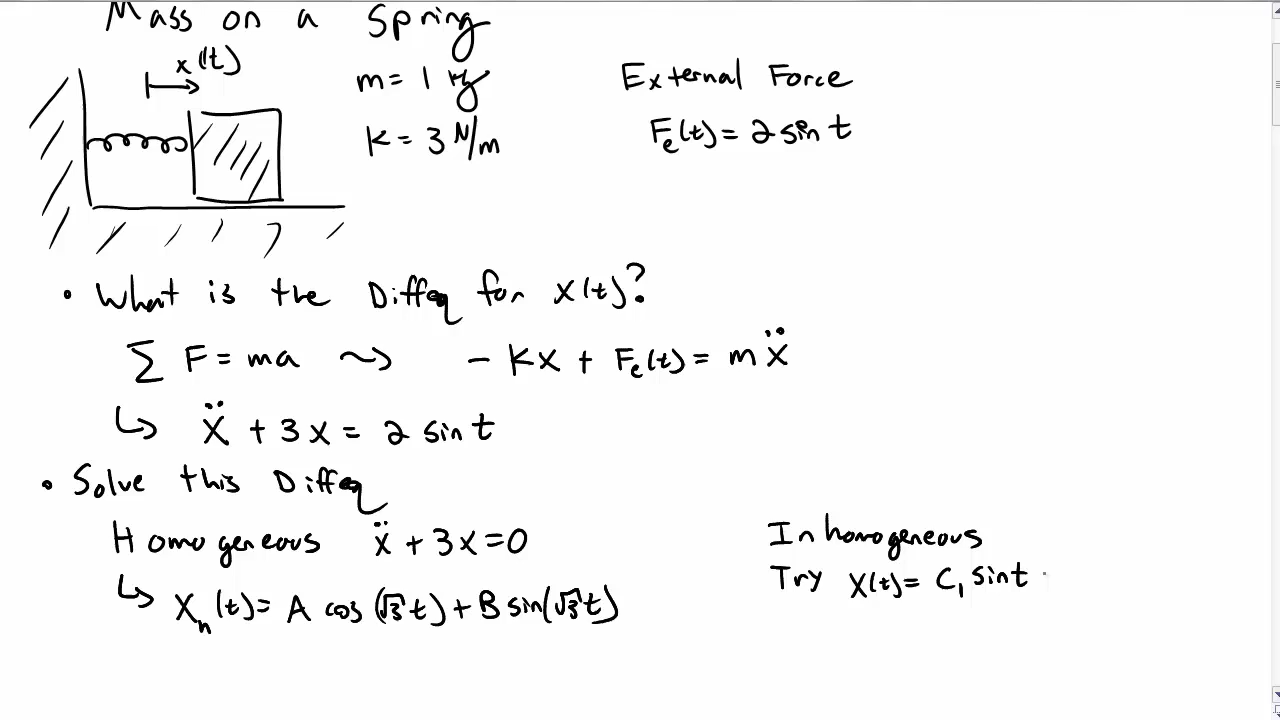 Mass on a Spring
x(t)
m = 1 kg
K = 3 N/m
External Force
Fe(t) = 2 sin t
• What is the Diffeq for x(t)?
∑ F = ma ⇝ - Kx + Fe(t) = m ẍ
↳ ẍ + 3x = 2 sin t
• Solve this Diffeq
Homogeneous ẍ + 3x = 0
↳ xₕ(t) = A cos(√3 t) + B sin(√3 t)
Inhomogeneous
Try x(t) = C₁ sin t